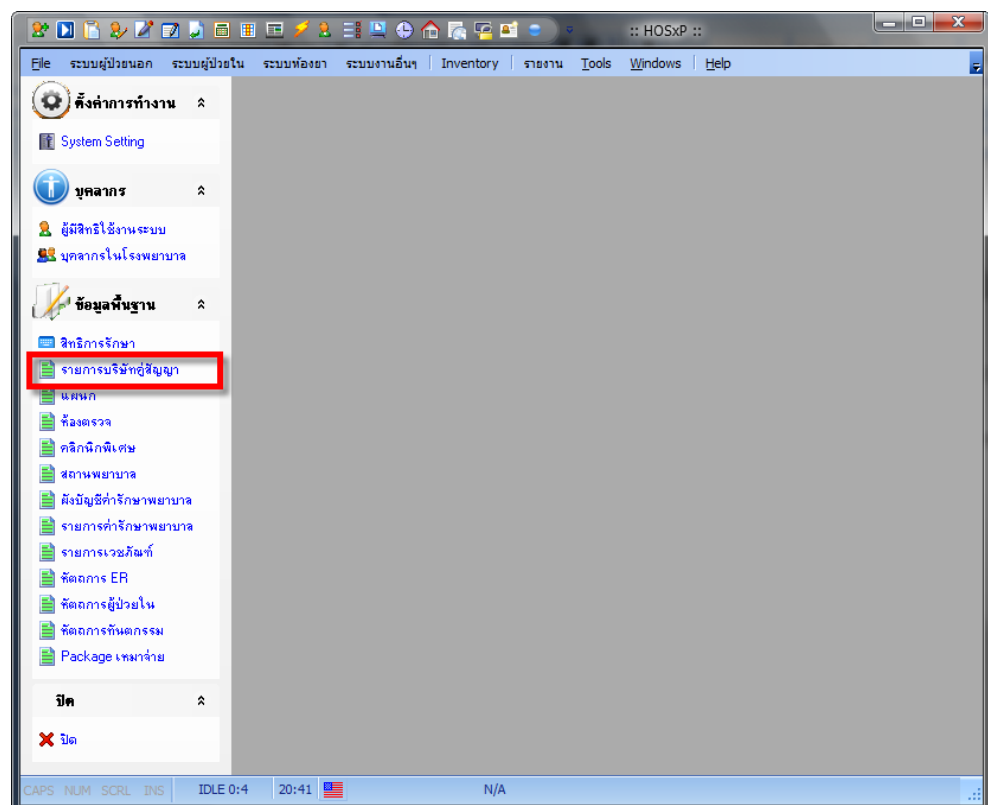 :: HOSxP ::
File ระบบผู้ป่วยนอก ระบบผู้ป่วยใน ระบบห้องยา ระบบงานอื่นๆ Inventory รายงาน Tools Windows Help
ตั้งค่าการทำงาน
System Setting
บุคลากร
ผู้มีสิทธิใช้งานระบบ
บุคลากรในโรงพยาบาล
ข้อมูลพื้นฐาน
สิทธิการรักษา
รายการบริษัทคู่สัญญา
แผนก
ห้องตรวจ
คลินิกพิเศษ
สถานพยาบาล
ผังบัญชีค่ารักษาพยาบาล
รายการค่ารักษาพยาบาล
รายการเวชภัณฑ์
หัตถการ ER
หัตถการผู้ป่วยใน
หัตถการทันตกรรม
Package เหมาจ่าย
ปิด
ปิด
CAPS NUM SCRL INS IDLE 0:4 20:41 N/A